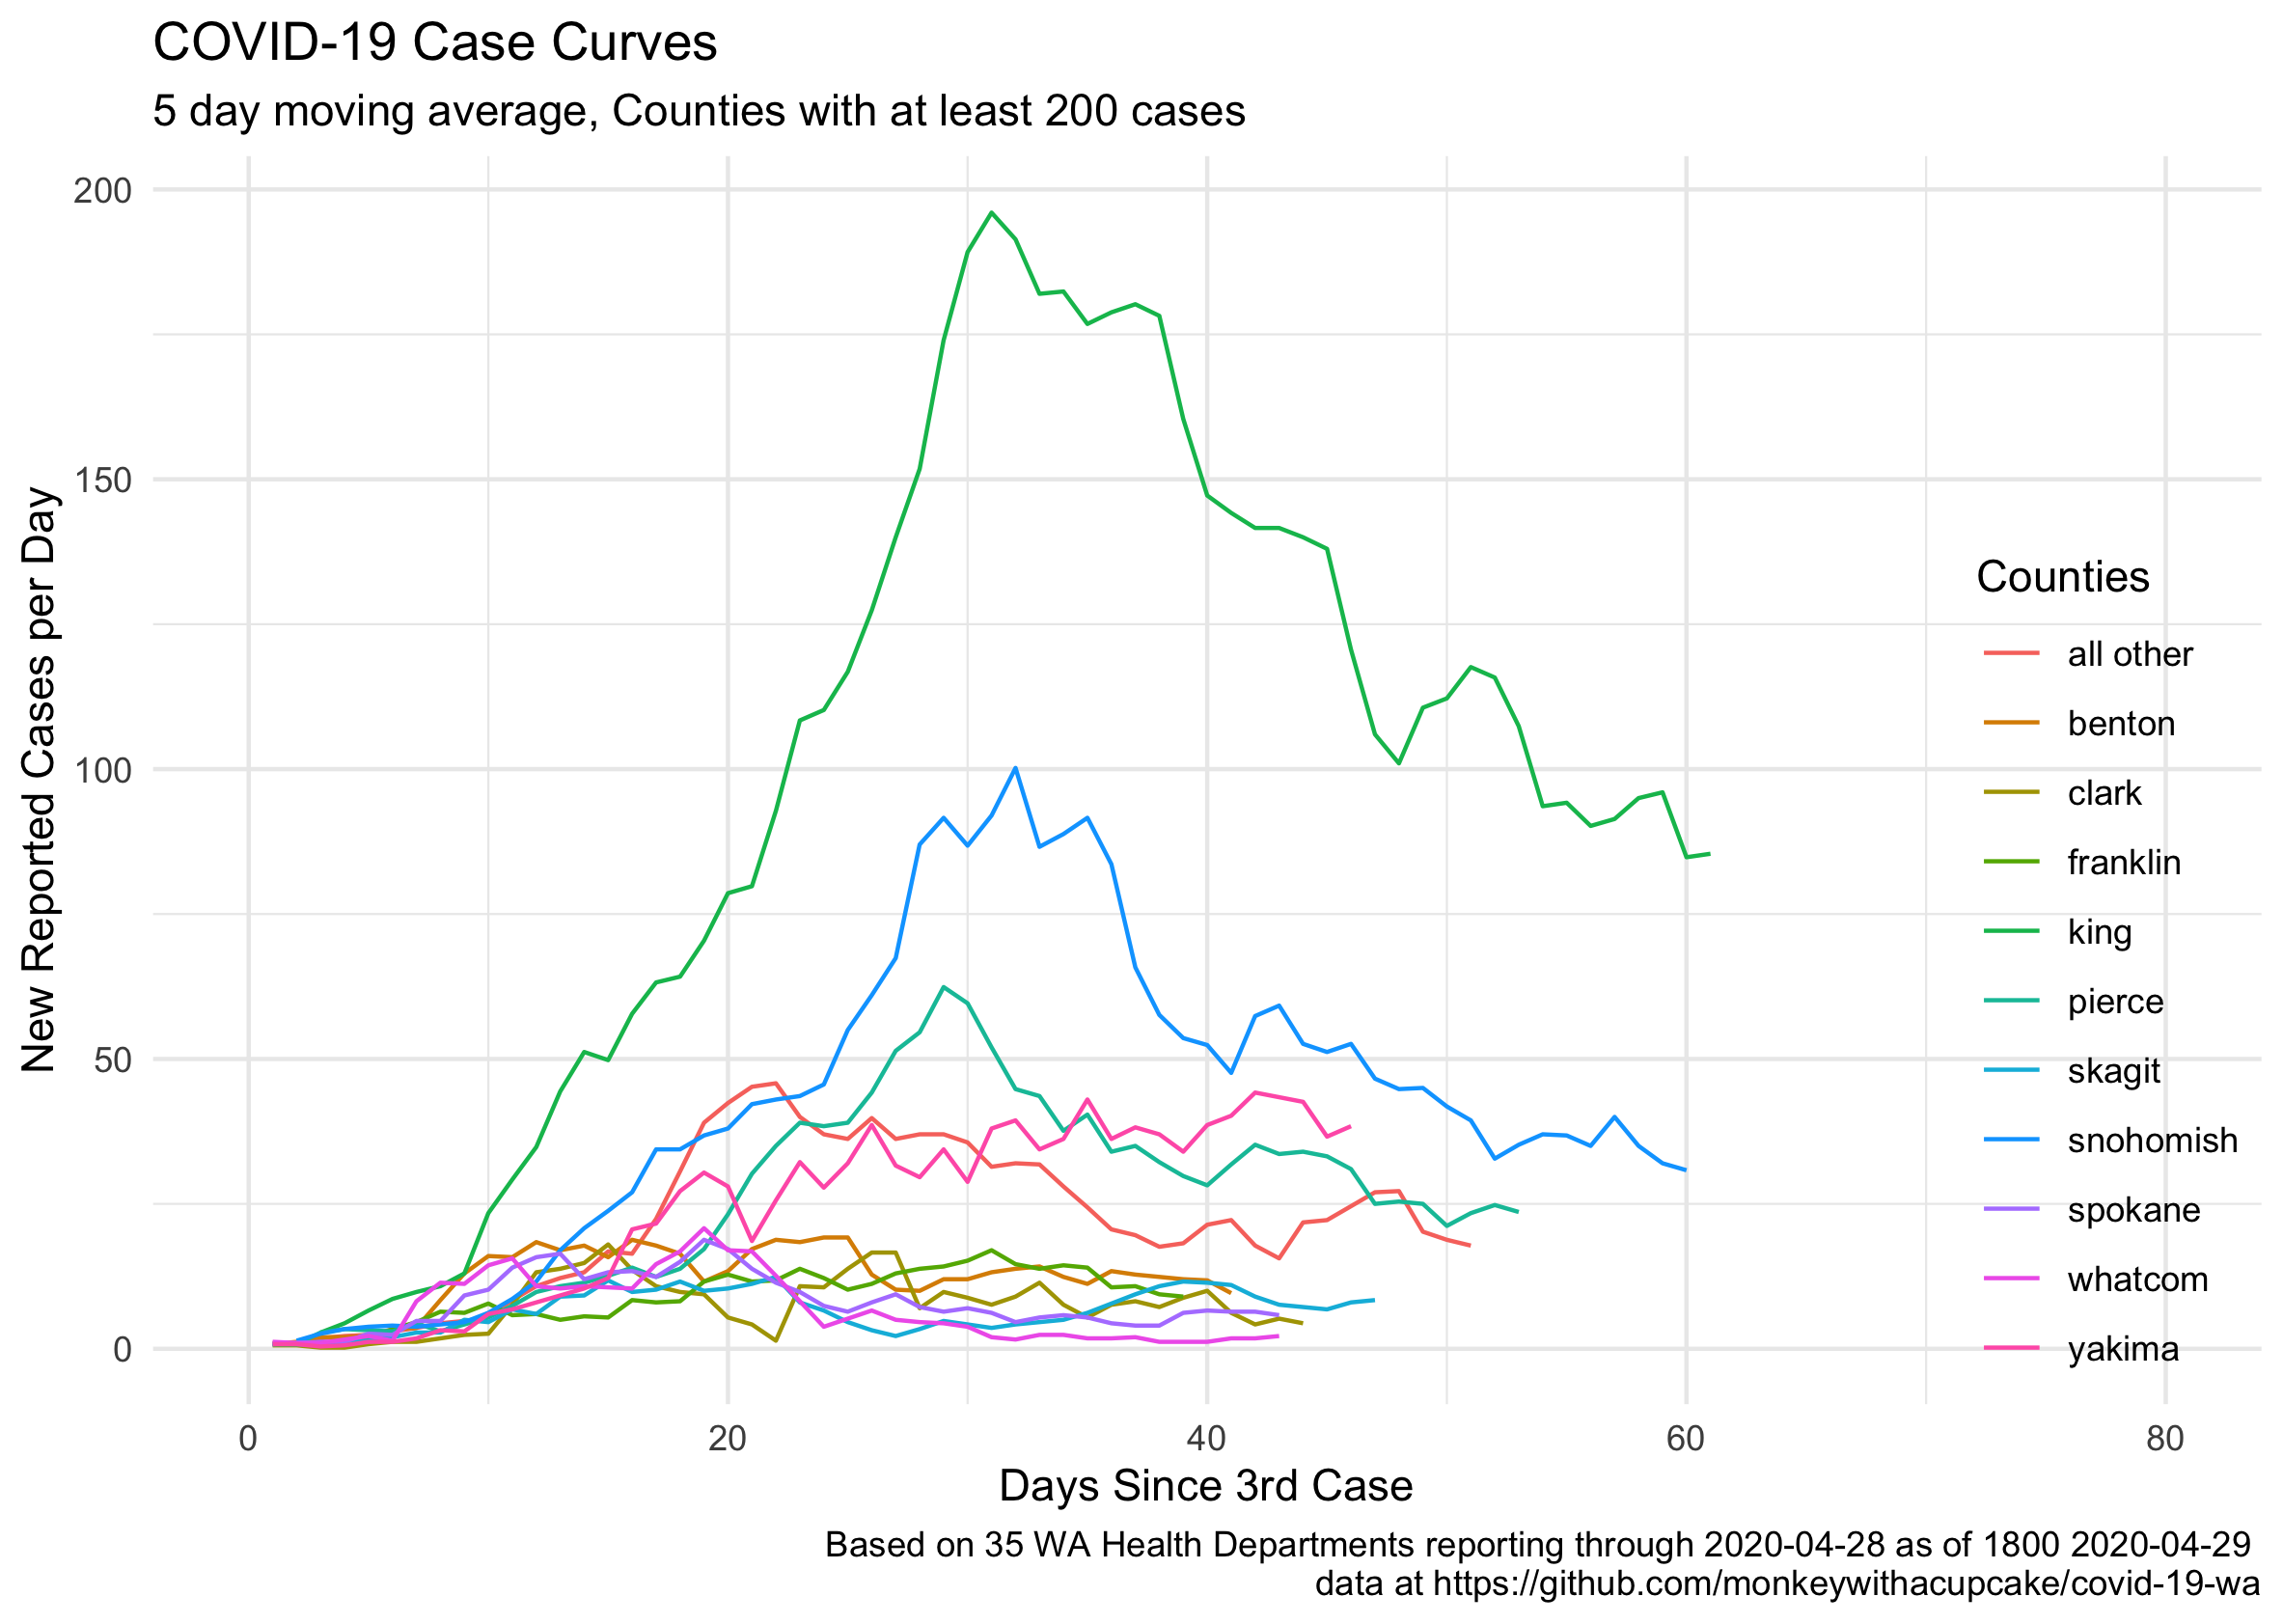 COVID-19 Case Curves
5 day moving average, Counties with at least 200 cases
New Reported Cases per Day
200
150
100
50
0
0
20
40
60
80
Days Since 3rd Case
Counties
all other
benton
clark
franklin
king
pierce
skagit
snohomish
spokane
whatcom
yakima
Based on 35 WA Health Departments reporting through 2020-04-28 as of 1800 2020-04-29
data at https://github.com/monkeywithacupcake/covid-19-wa